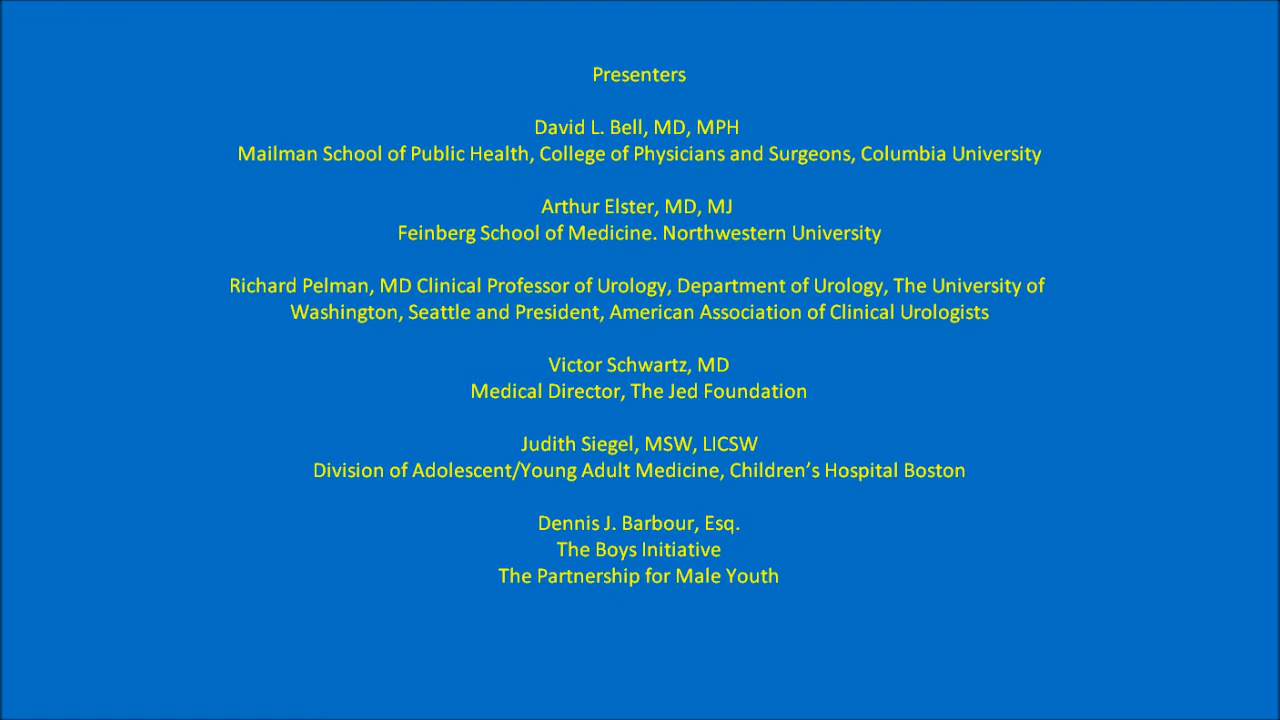 Presenters
David L. Bell, MD, MPH
Mailman School of Public Health, College of Physicians and Surgeons, Columbia University
Arthur Elster, MD, MJ
Feinberg School of Medicine. Northwestern University
Richard Pelman, MD Clinical Professor of Urology, Department of Urology, The University of
Washington, Seattle and President, American Association of Clinical Urologists
Victor Schwartz, MD
Medical Director, The Jed Foundation
Judith Siegel, MSW, LICSW
Division of Adolescent/Young Adult Medicine, Children’s Hospital Boston
Dennis J. Barbour, Esq.
The Boys Initiative
The Partnership for Male Youth